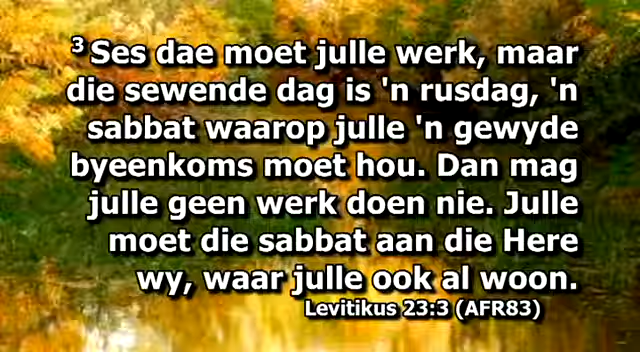 ³ Ses dae moet julle werk, maar
die sewende dag is 'n rusdag, 'n
sabbat waarop julle 'n gewyde
byeenkoms moet hou. Dan mag
julle geen werk doen nie. Julle
moet die sabbat aan die Here
wy, waar julle ook al woon.
Levitikus 23:3 (AFR83)